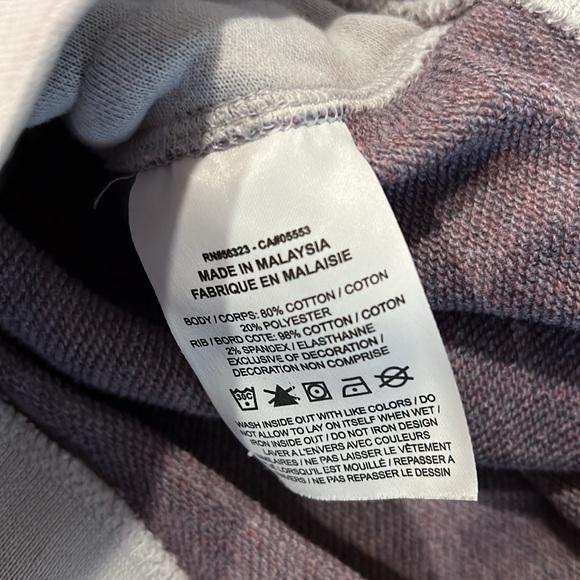 RN#56323 - CA#05553
MADE IN MALAYSIA
FABRIQUE EN MALAISIE
BODY / CORPS: 80% COTTON / COTON
20% POLYESTER
RIB / BORD COTE: 98% COTTON / COTON
2% SPANDEX / ELASTHANNE
EXCLUSIVE OF DECORATION /
DECORATION NON COMPRISE
30C
WASH INSIDE OUT WITH LIKE COLORS / DO
NOT ALLOW TO LAY ON ITSELF WHEN WET /
IRON INSIDE OUT / DO NOT IRON DESIGN
LAVER A L'ENVERS AVEC COULEURS
/ NE PAS LAISSER LE VÊTEMENT
LORSQU'IL EST MOUILLÉ / REPASSER A
NE PAS REPASSER LE DESSIN